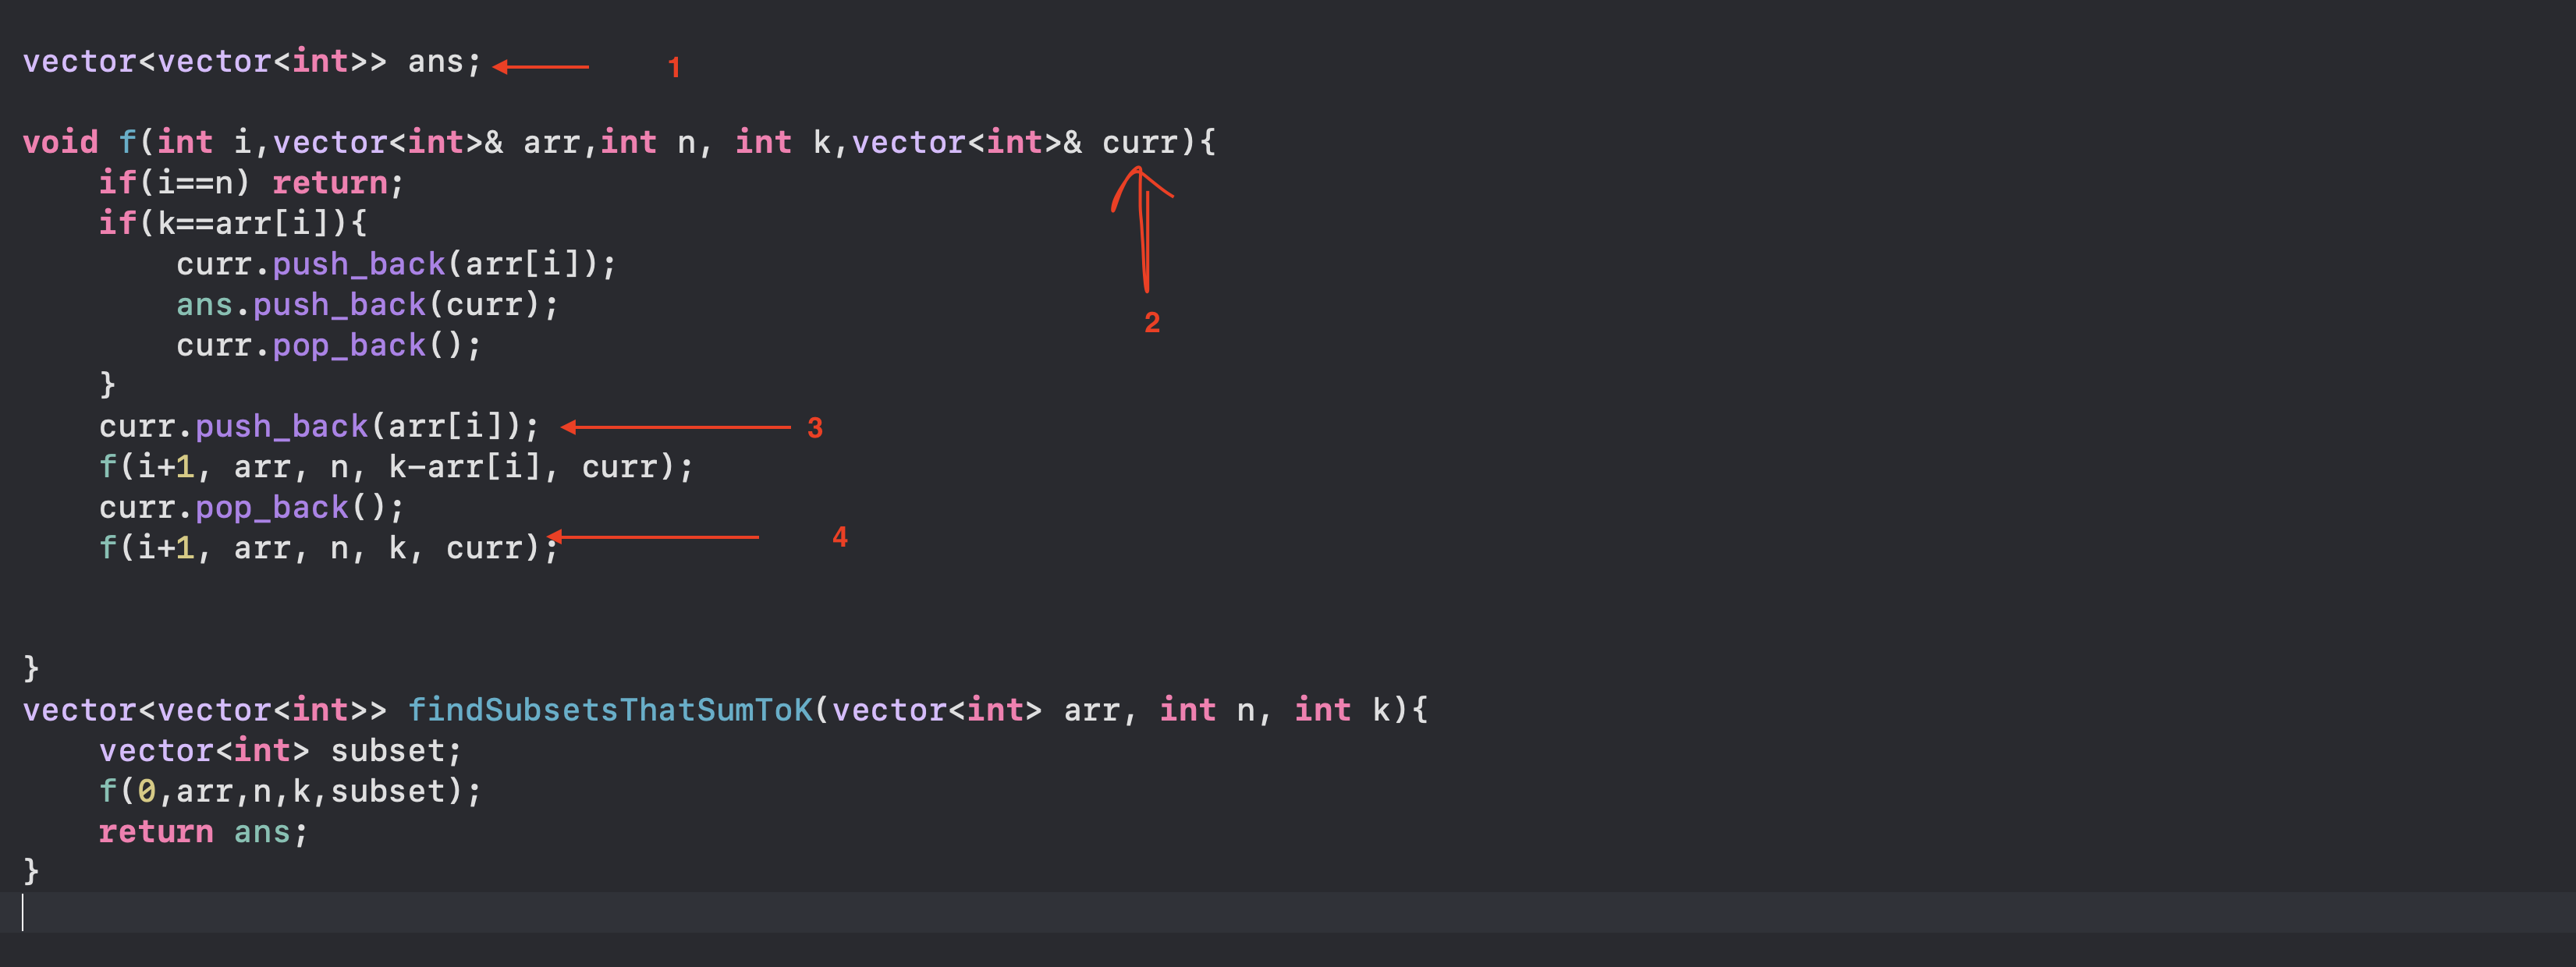 vector<vector<int>> ans; 1
void f(int i,vector<int>& arr,int n, int k,vector<int>& curr){
if(i==n) return;
if(k==arr[i]){
curr.push_back(arr[i]);
ans.push_back(curr);
2
curr.pop_back();
}
curr.push_back(arr[i]); 3
f(i+1, arr, n, k-arr[i], curr);
curr.pop_back();
f(i+1, arr, n, k, curr); 4
}
vector<vector<int>> findSubsetsThatSumToK(vector<int> arr, int n, int k){
vector<int> subset;
f(0,arr,n,k,subset);
return ans;
}